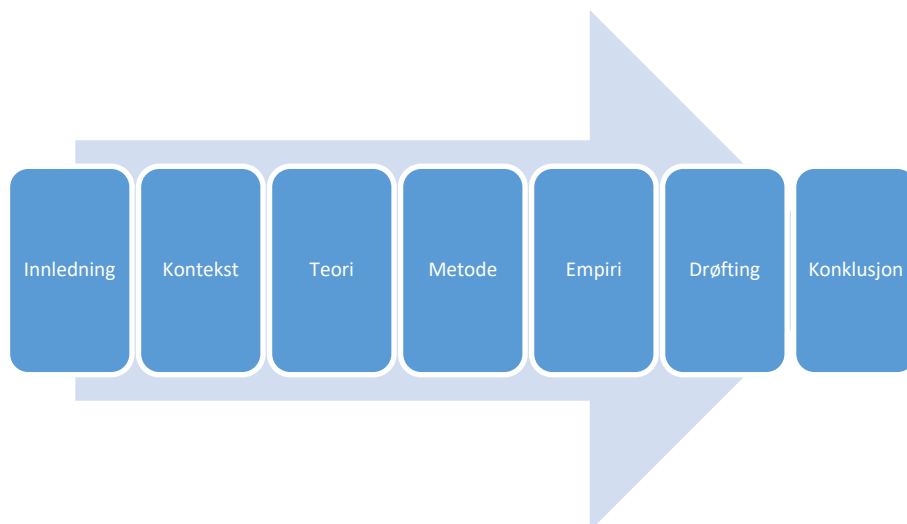 Innledning
Kontekst
Teori
Metode
Empiri
Drøfting
Konklusjon